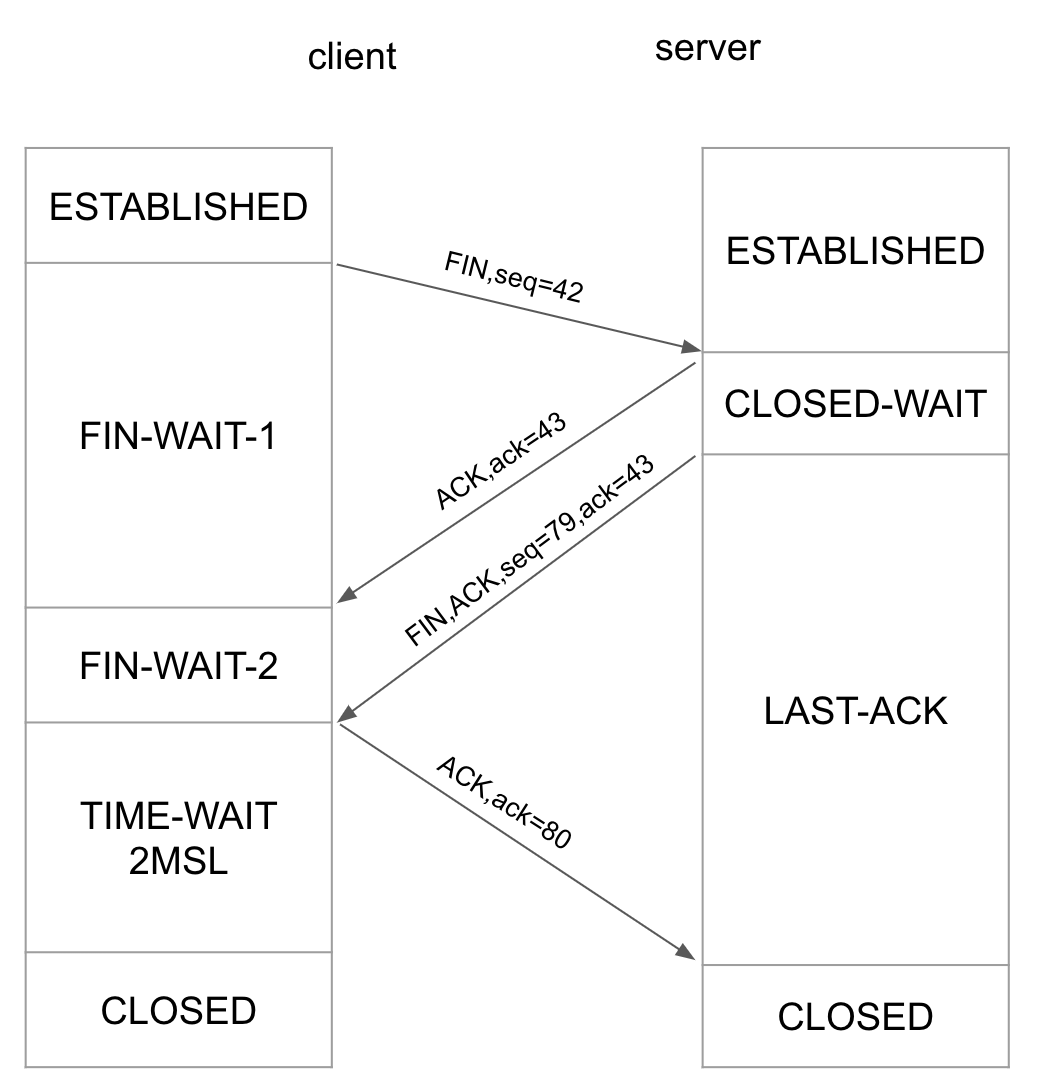 client
server
ESTABLISHED
ESTABLISHED
FIN,seq=42
CLOSED-WAIT
FIN-WAIT-1
ACK,ack=43
FIN,ACK,seq=79,ack=43
FIN-WAIT-2
LAST-ACK
TIME-WAIT
2MSL
ACK,ack=80
CLOSED
CLOSED